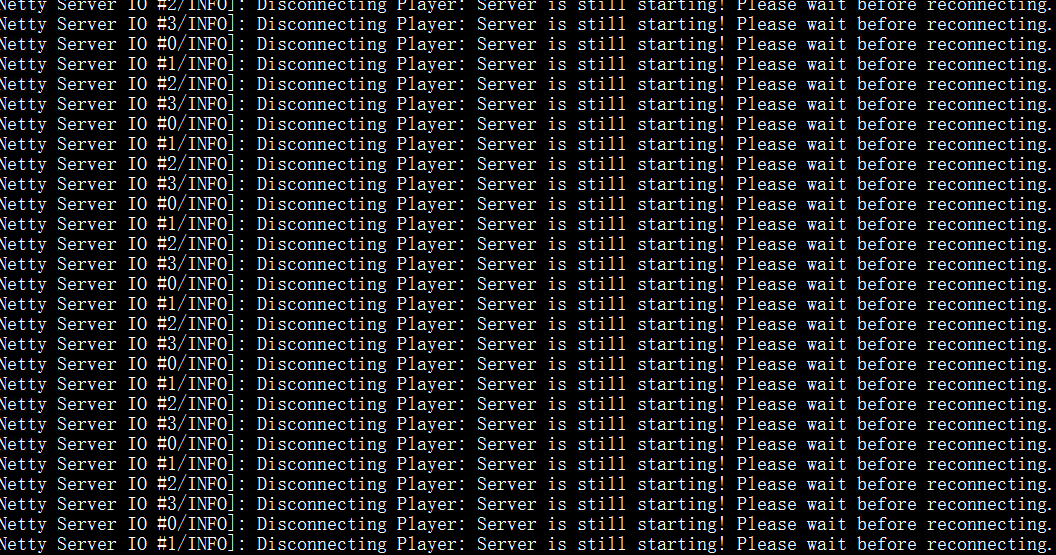 Netty Server IO #2/INFO]: Disconnecting Player: Server is still starting! Please wait before reconnecting.
Netty Server IO #3/INFO]: Disconnecting Player: Server is still starting! Please wait before reconnecting.
Netty Server IO #0/INFO]: Disconnecting Player: Server is still starting! Please wait before reconnecting.
Netty Server IO #1/INFO]: Disconnecting Player: Server is still starting! Please wait before reconnecting.
Netty Server IO #2/INFO]: Disconnecting Player: Server is still starting! Please wait before reconnecting.
Netty Server IO #3/INFO]: Disconnecting Player: Server is still starting! Please wait before reconnecting.
Netty Server IO #0/INFO]: Disconnecting Player: Server is still starting! Please wait before reconnecting.
Netty Server IO #1/INFO]: Disconnecting Player: Server is still starting! Please wait before reconnecting.
Netty Server IO #2/INFO]: Disconnecting Player: Server is still starting! Please wait before reconnecting.
Netty Server IO #3/INFO]: Disconnecting Player: Server is still starting! Please wait before reconnecting.
Netty Server IO #0/INFO]: Disconnecting Player: Server is still starting! Please wait before reconnecting.
Netty Server IO #1/INFO]: Disconnecting Player: Server is still starting! Please wait before reconnecting.
Netty Server IO #2/INFO]: Disconnecting Player: Server is still starting! Please wait before reconnecting.
Netty Server IO #3/INFO]: Disconnecting Player: Server is still starting! Please wait before reconnecting.
Netty Server IO #0/INFO]: Disconnecting Player: Server is still starting! Please wait before reconnecting.
Netty Server IO #1/INFO]: Disconnecting Player: Server is still starting! Please wait before reconnecting.
Netty Server IO #2/INFO]: Disconnecting Player: Server is still starting! Please wait before reconnecting.
Netty Server IO #3/INFO]: Disconnecting Player: Server is still starting! Please wait before reconnecting.
Netty Server IO #0/INFO]: Disconnecting Player: Server is still starting! Please wait before reconnecting.
Netty Server IO #1/INFO]: Disconnecting Player: Server is still starting! Please wait before reconnecting.
Netty Server IO #2/INFO]: Disconnecting Player: Server is still starting! Please wait before reconnecting.
Netty Server IO #3/INFO]: Disconnecting Player: Server is still starting! Please wait before reconnecting.
Netty Server IO #0/INFO]: Disconnecting Player: Server is still starting! Please wait before reconnecting.
Netty Server IO #1/INFO]: Disconnecting Player: Server is still starting! Please wait before reconnecting.
Netty Server IO #2/INFO]: Disconnecting Player: Server is still starting! Please wait before reconnecting.
Netty Server IO #3/INFO]: Disconnecting Player: Server is still starting! Please wait before reconnecting.
Netty Server IO #0/INFO]: Disconnecting Player: Server is still starting! Please wait before reconnecting.
Netty Server IO #1/INFO]: Disconnecting Player: Server is still starting! Please wait before reconnecting.